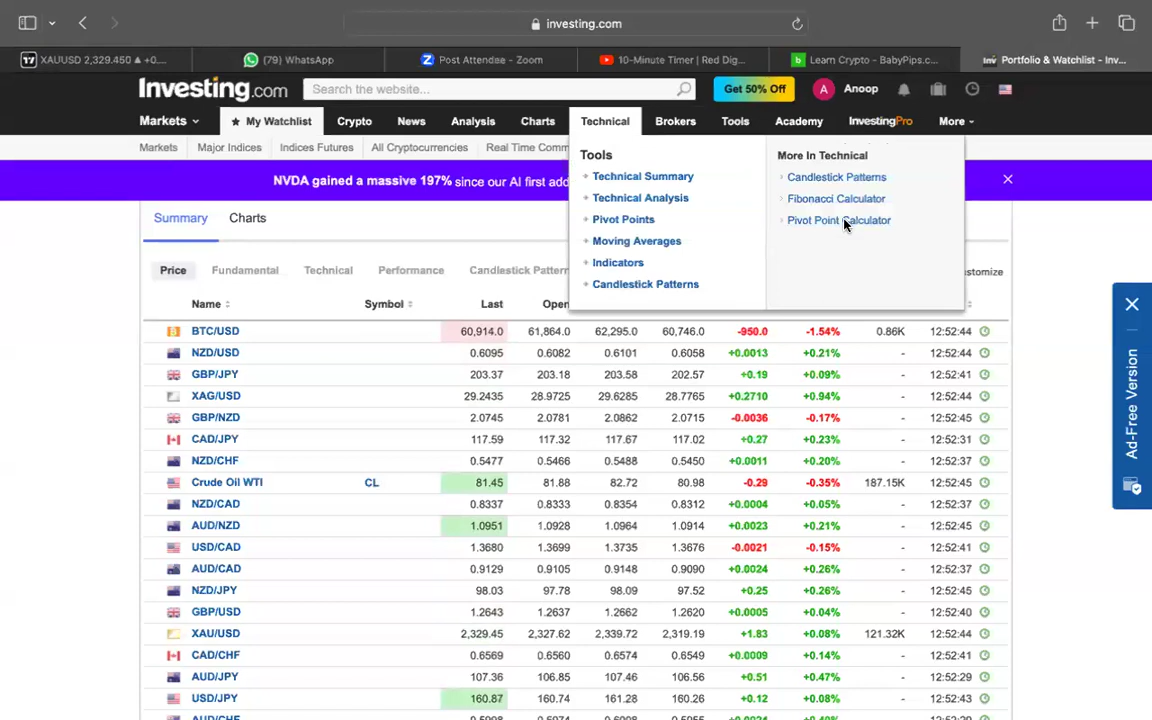 investing.com
XAUUSD 2,329.450 ▲ +0....
(79) WhatsApp
Post Attendee - Zoom
10-Minute Timer | Red Dig...
Learn Crypto - BabyPips.c...
Portfolio & Watchlist - Inv...
Investing.com
Search the website...
Get 50% Off
A
Anoop
Markets
★ My Watchlist
Crypto
News
Analysis
Charts
Technical
Brokers
Tools
Academy
InvestingPro
More
Markets
Major Indices
Indices Futures
All Cryptocurrencies
Real Time Comm
NVDA gained a massive 197% since our AI first add
Tools
Technical Summary
Technical Analysis
Pivot Points
Moving Averages
Indicators
Candlestick Patterns
More In Technical
Candlestick Patterns
Fibonacci Calculator
Pivot Point Calculator
Summary
Charts
Price
Fundamental
Technical
Performance
Candlestick Pattern
stomize
Name Symbol Last Open
BTC/USD 60,914.0 61,864.0 62,295.0 60,746.0 -950.0 -1.54% 0.86K 12:52:44
NZD/USD 0.6095 0.6082 0.6101 0.6058 +0.0013 +0.21% - 12:52:44
GBP/JPY 203.37 203.18 203.58 202.57 +0.19 +0.09% - 12:52:41
XAG/USD 29.2435 28.9725 29.6285 28.7765 +0.2710 +0.94% - 12:52:44
GBP/NZD 2.0745 2.0781 2.0862 2.0715 -0.0036 -0.17% - 12:52:45
CAD/JPY 117.59 117.32 117.67 117.02 +0.27 +0.23% - 12:52:31
NZD/CHF 0.5477 0.5466 0.5488 0.5450 +0.0011 +0.20% - 12:52:37
Crude Oil WTI CL 81.45 81.88 82.72 80.98 -0.29 -0.35% 187.15K 12:52:45
NZD/CAD 0.8337 0.8333 0.8354 0.8312 +0.0004 +0.05% - 12:52:37
AUD/NZD 1.0951 1.0928 1.0964 1.0914 +0.0023 +0.21% - 12:52:45
USD/CAD 1.3680 1.3699 1.3735 1.3676 -0.0021 -0.15% - 12:52:41
AUD/CAD 0.9129 0.9105 0.9148 0.9090 +0.0024 +0.26% - 12:52:37
NZD/JPY 98.03 97.78 98.09 97.52 +0.25 +0.26% - 12:52:45
GBP/USD 1.2643 1.2637 1.2662 1.2620 +0.0005 +0.04% - 12:52:40
XAU/USD 2,329.45 2,327.62 2,339.72 2,319.19 +1.83 +0.08% 121.32K 12:52:44
CAD/CHF 0.6569 0.6560 0.6574 0.6549 +0.0009 +0.14% - 12:52:41
AUD/JPY 107.36 106.85 107.46 106.56 +0.51 +0.47% - 12:52:29
USD/JPY 160.87 160.74 161.28 160.26 +0.12 +0.08% - 12:52:43
Ad-Free Version